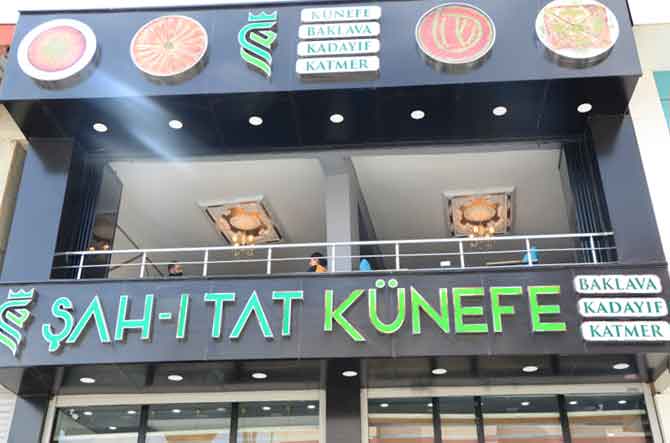 KÜNEFE
BAKLAVA
KADAYIF
KATMER
ŞAH-I TAT KÜNEFE
BAKLAVA
KADAYIF
KATMER